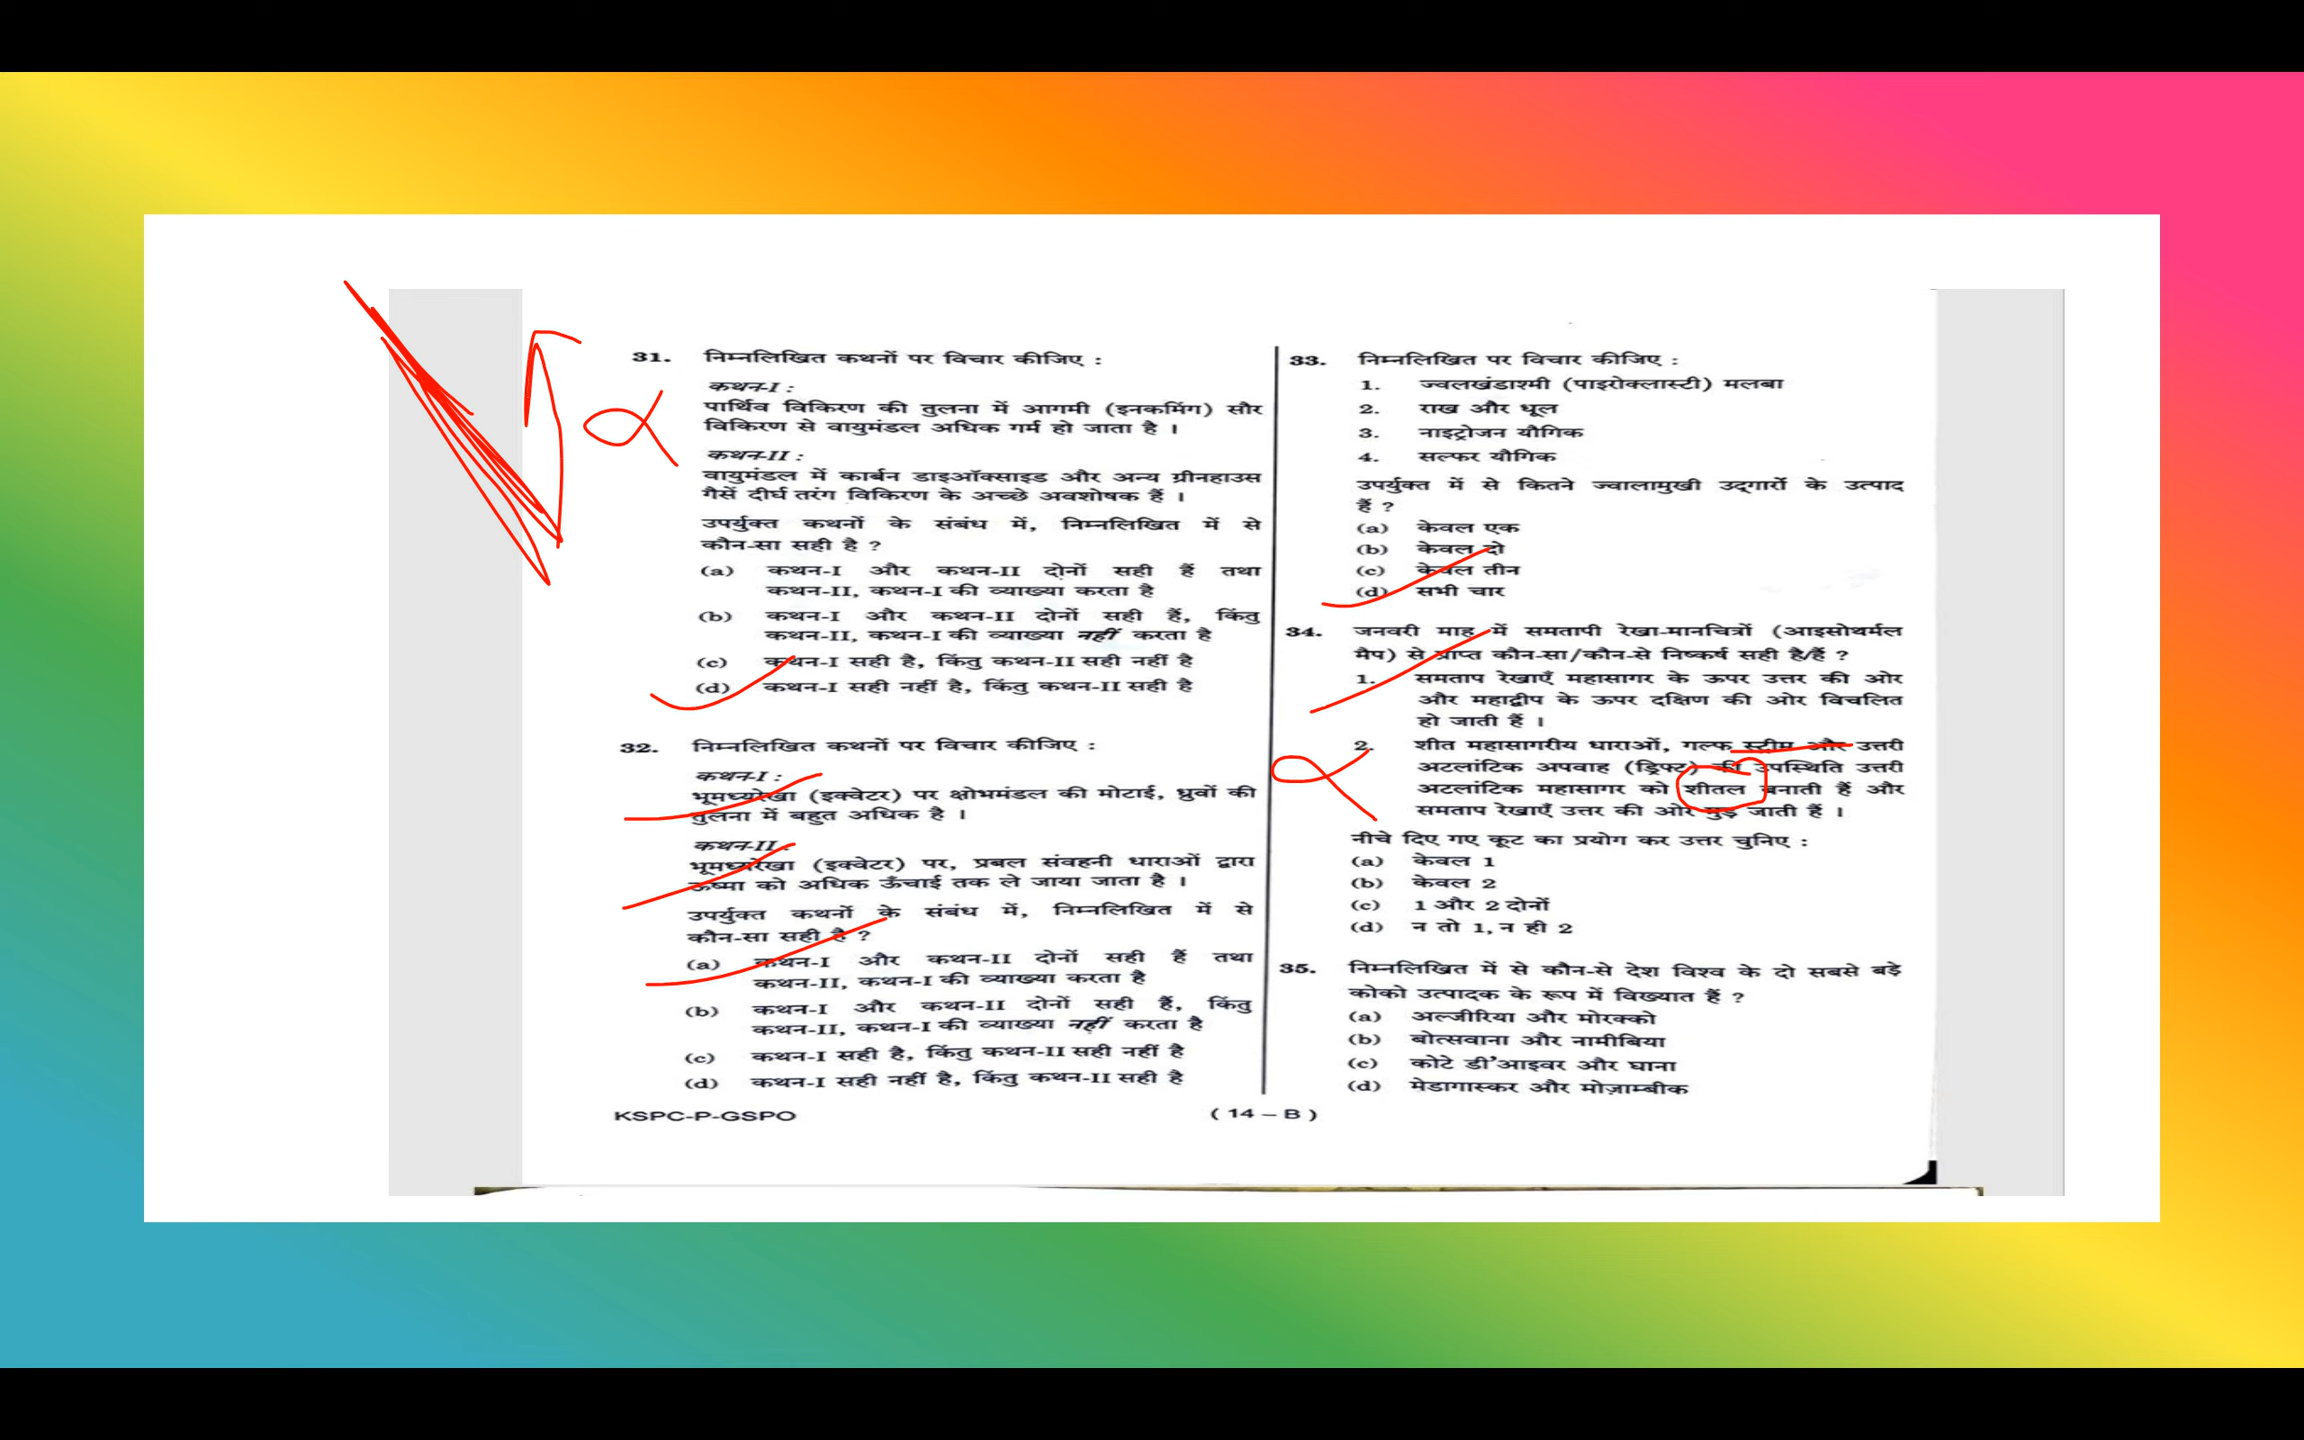 31. निम्नलिखित कथनों पर विचार कीजिए :
कथन-I :
पार्थिव विकिरण की तुलना में आगमी (इनकमिंग) सौर
विकिरण से वायुमंडल अधिक गर्म हो जाता है ।
कथन-II :
वायुमंडल में कार्बन डाइऑक्साइड और अन्य ग्रीनहाउस
गैसें दीर्घ तरंग विकिरण के अच्छे अवशोषक हैं ।
उपर्युक्त कथनों के संबंध में, निम्नलिखित में से
कौन-सा सही है ?
(a) कथन-I और कथन-II दोनों सही हैं तथा
कथन-II, कथन-I की व्याख्या करता है
(b) कथन-I और कथन-II दोनों सही हैं, किंतु
कथन-II, कथन-I की व्याख्या नहीं करता है
(c) कथन-I सही है, किंतु कथन-II सही नहीं है
(d) कथन-I सही नहीं है, किंतु कथन-II सही है
32. निम्नलिखित कथनों पर विचार कीजिए :
कथन-I :
भूमध्यरेखा (इक्वेटर) पर क्षोभमंडल की मोटाई, ध्रुवों की
तुलना में बहुत अधिक है ।
कथन-II :
भूमध्यरेखा (इक्वेटर) पर, प्रबल संवहनी धाराओं द्वारा
ऊष्मा को अधिक ऊँचाई तक ले जाया जाता है ।
उपर्युक्त कथनों के संबंध में, निम्नलिखित में से
कौन-सा सही है ?
(a) कथन-I और कथन-II दोनों सही हैं तथा
कथन-II, कथन-I की व्याख्या करता है
(b) कथन-I और कथन-II दोनों सही हैं, किंतु
कथन-II, कथन-I की व्याख्या नहीं करता है
(c) कथन-I सही है, किंतु कथन-II सही नहीं है
(d) कथन-I सही नहीं है, किंतु कथन-II सही है
33. निम्नलिखित पर विचार कीजिए :
1. ज्वलखंडाश्मी (पाइरोक्लास्टी) मलबा
2. राख और धूल
3. नाइट्रोजन यौगिक
4. सल्फर यौगिक
उपर्युक्त में से कितने ज्वालामुखी उद्गारों के उत्पाद
हैं ?
(a) केवल एक
(b) केवल दो
(c) केवल तीन
(d) सभी चार
34. जनवरी माह में समतापी रेखा-मानचित्रों (आइसोथर्मल
मैप) से प्राप्त कौन-सा/कौन-से निष्कर्ष सही है/हैं ?
1. समताप रेखाएँ महासागर के ऊपर उत्तर की ओर
और महाद्वीप के ऊपर दक्षिण की ओर विचलित
हो जाती हैं ।
2. शीत महासागरीय धाराओं, गल्फ स्ट्रीम और उत्तरी
अटलांटिक अपवाह (ड्रिफ्ट) की उपस्थिति उत्तरी
अटलांटिक महासागर को शीतल बनाती हैं और
समताप रेखाएँ उत्तर की ओर मुड़ जाती हैं ।
नीचे दिए गए कूट का प्रयोग कर उत्तर चुनिए :
(a) केवल 1
(b) केवल 2
(c) 1 और 2 दोनों
(d) न तो 1, न ही 2
35. निम्नलिखित में से कौन-से देश विश्व के दो सबसे बड़े
कोको उत्पादक के रूप में विख्यात हैं ?
(a) अल्जीरिया और मोरक्को
(b) बोत्सवाना और नामीबिया
(c) कोटे डी'आइवर और घाना
(d) मेडागास्कर और मोज़ाम्बीक
KSPC-P-GSPO
( 14 – B )